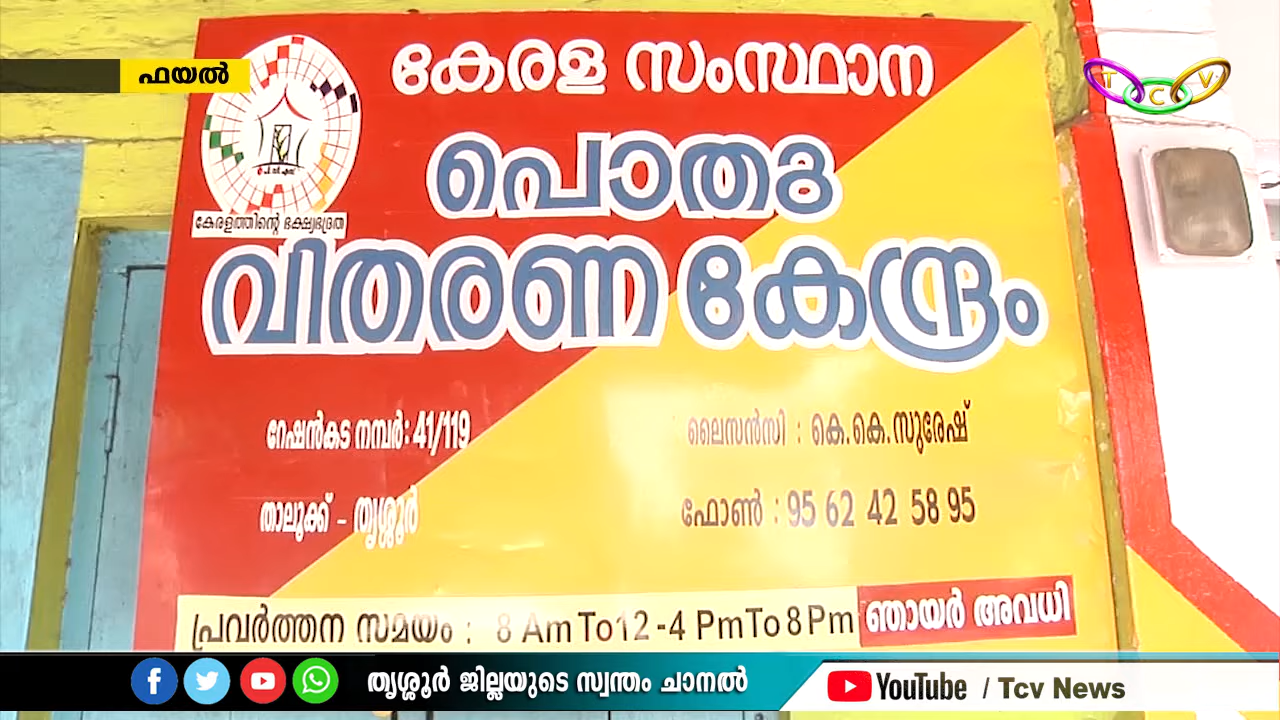 ഫയൽ
TCV
കേരള സംസ്ഥാന
പൊതു
വിതരണ കേന്ദ്രം
ഇ പി.ഡി.എസ്
കേരളത്തിന്റെ ഭക്ഷ്യഭദ്രത
Tcv
റേഷൻകട നമ്പർ: 41/119
ലൈസൻസി : കെ.കെ.സുരേഷ്
താലൂക്ക് - തൃശ്ശൂർ
ഫോൺ : 95 62 42 58 95
പ്രവർത്തന സമയം : 8 Am To 12 - 4 Pm To 8 Pm ഞായർ അവധി
തൃശ്ശൂർ ജില്ലയുടെ സ്വന്തം ചാനൽ
YouTube / Tcv News